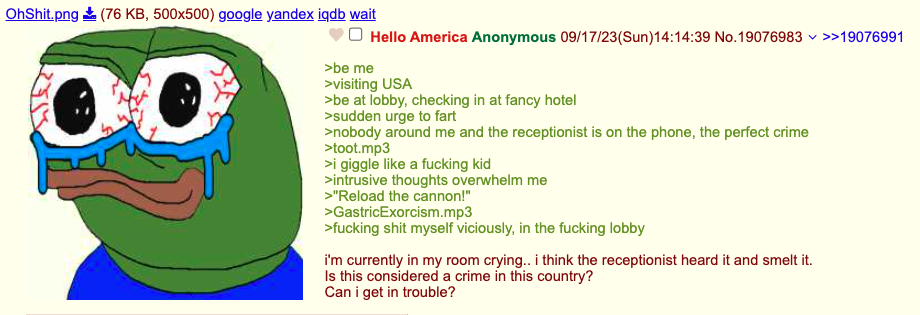 OhShit.png (76 KB, 500x500) google yandex iqdb wait
Hello America Anonymous 09/17/23(Sun)14:14:39 No.19076983 >>19076991
>be me
>visiting USA
>be at lobby, checking in at fancy hotel
>sudden urge to fart
>nobody around me and the receptionist is on the phone, the perfect crime
>toot.mp3
>i giggle like a fucking kid
>intrusive thoughts overwhelm me
>"Reload the cannon!"
>GastricExorcism.mp3
>fucking shit myself viciously, in the fucking lobby
i'm currently in my room crying.. i think the receptionist heard it and smelt it.
Is this considered a crime in this country?
Can i get in trouble?